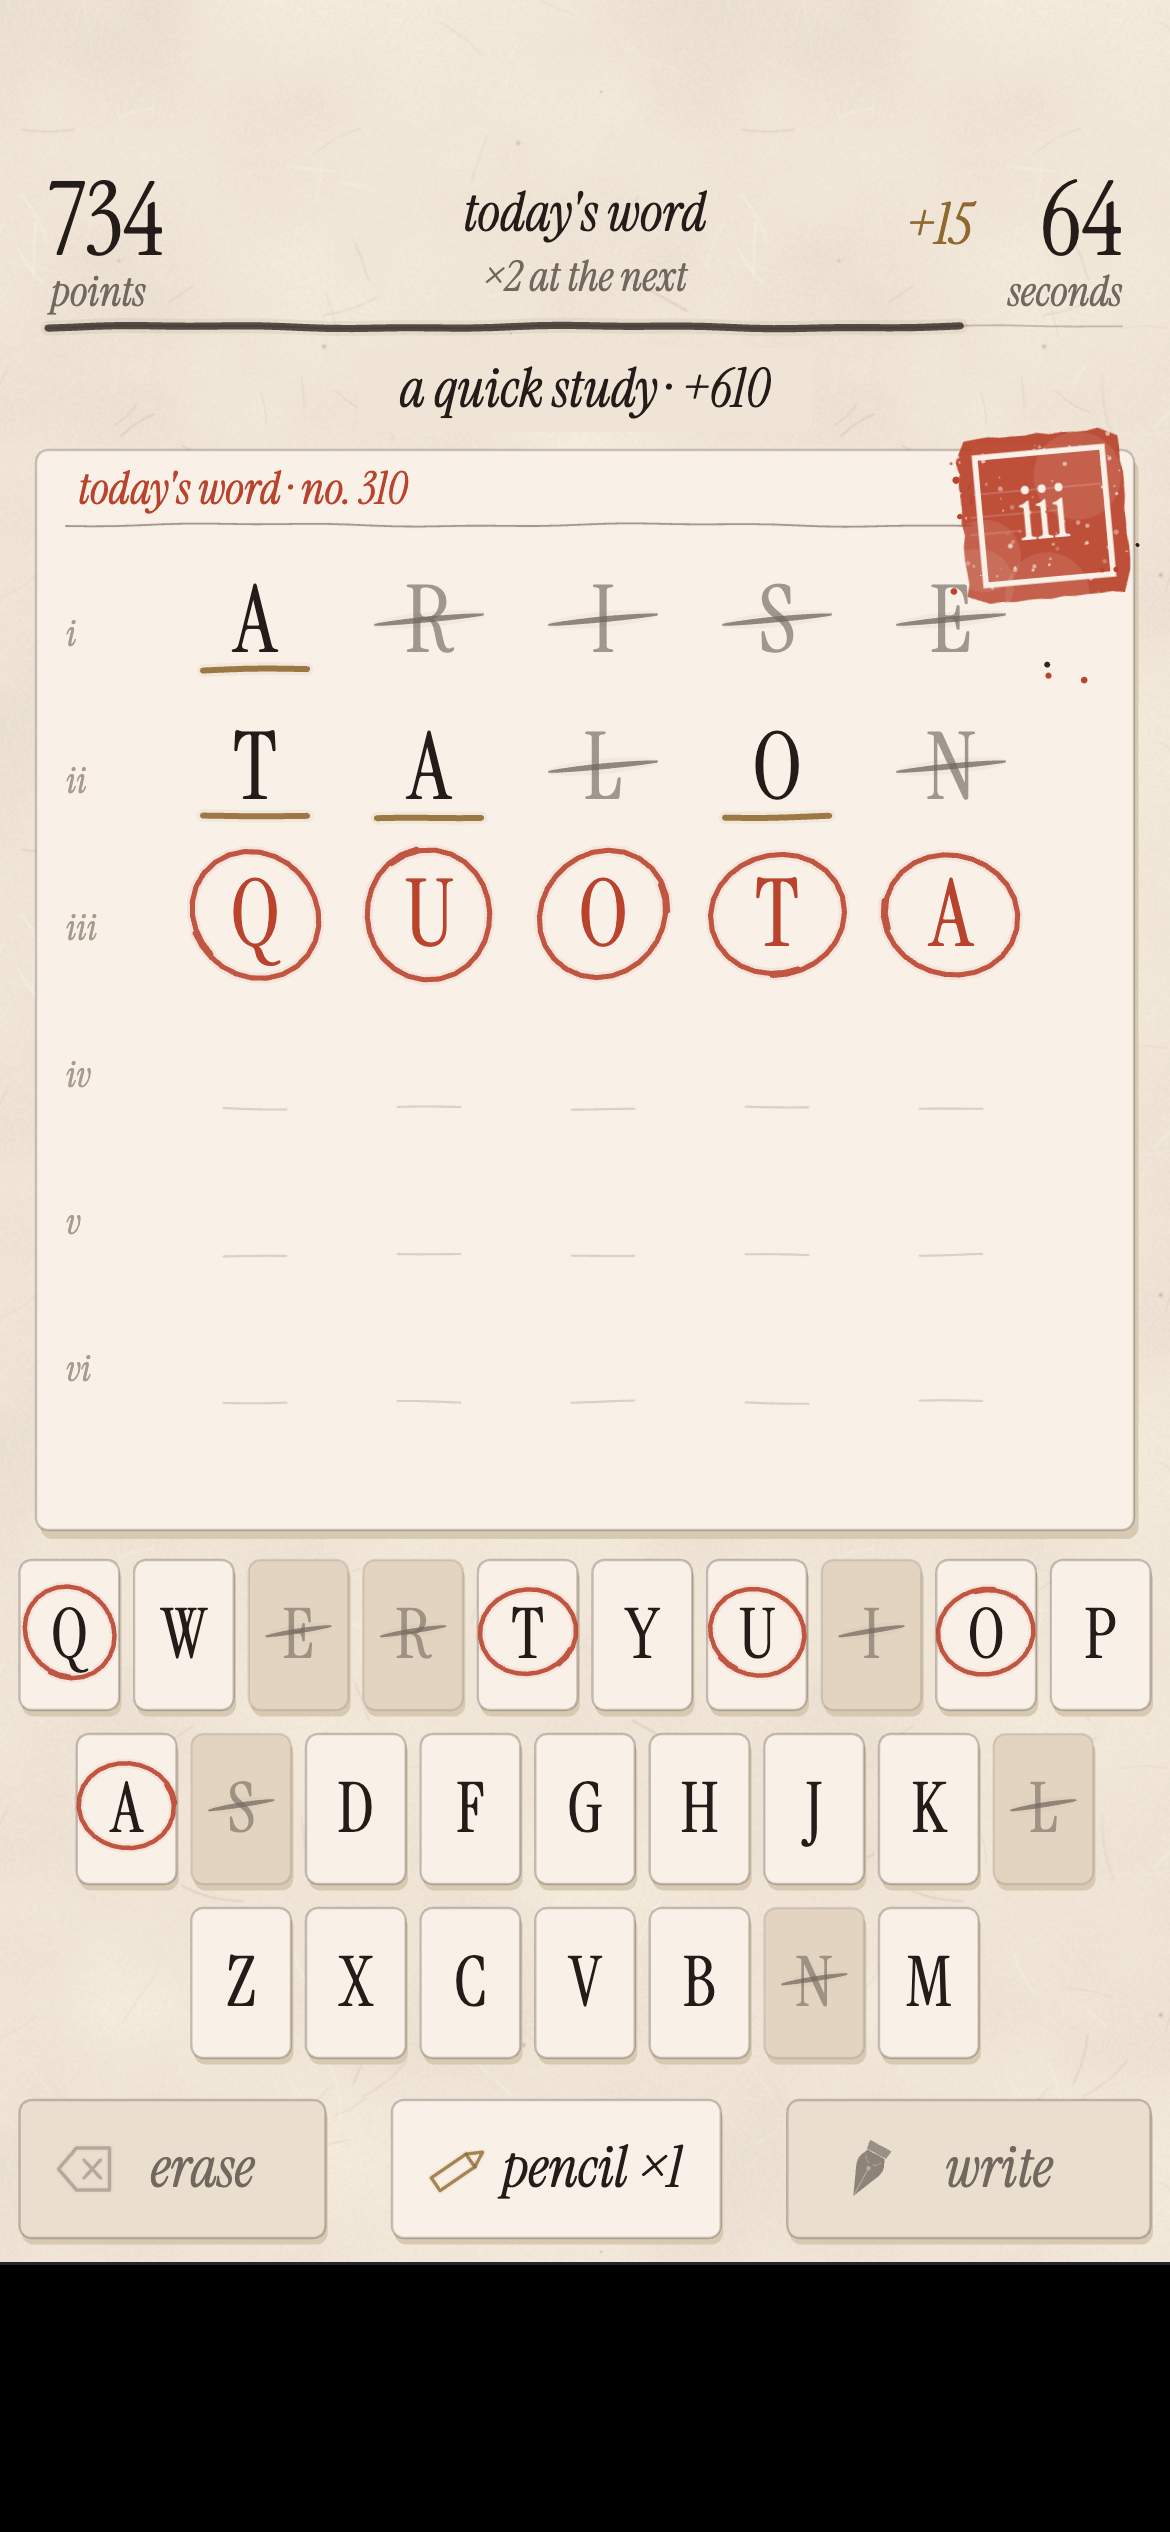 734 today's word +15 64
points ×2 at the next seconds
a quick study · +610
today's word · no. 310
iii
i A R I S E
ii T A L O N
iii Q U O T A
iv
v
vi
Q W E R T Y U I O P
A S D F G H J K L
Z X C V B N M
erase pencil ×1 write